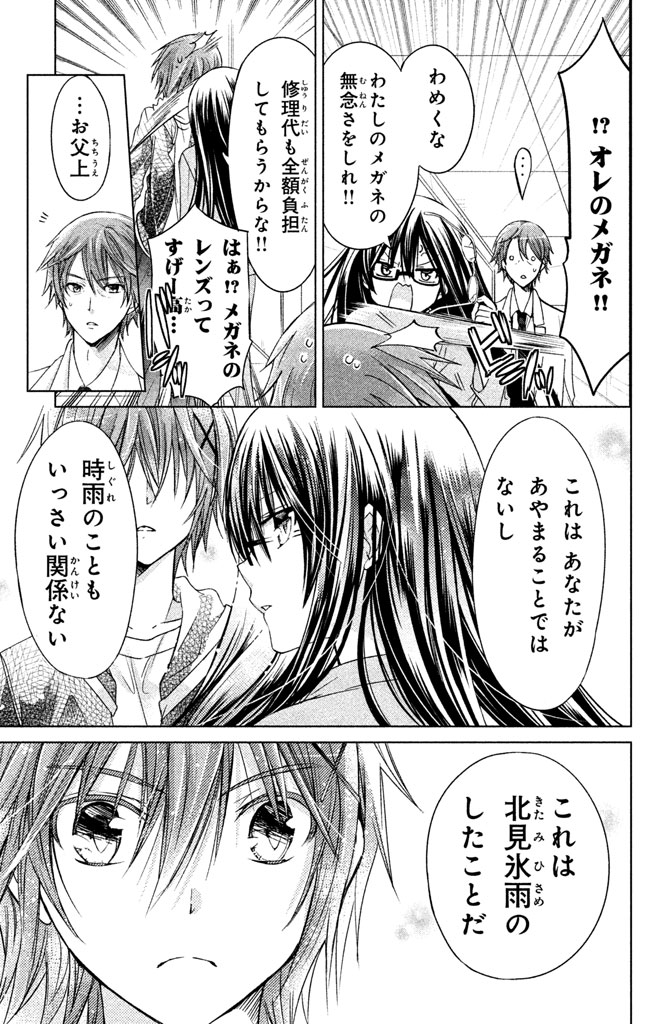 !? オレのメガネ!!
…
わめくな
わたしのメガネの
無念さをしれ!!
修理代も全額負担
してもらうからな!!
はぁ!? メガネの
レンズって
すげー高…
…お父上
これは あなたが
あやまることでは
ないし
時雨のことも
いっさい関係ない
これは
北見氷雨の
したことだ